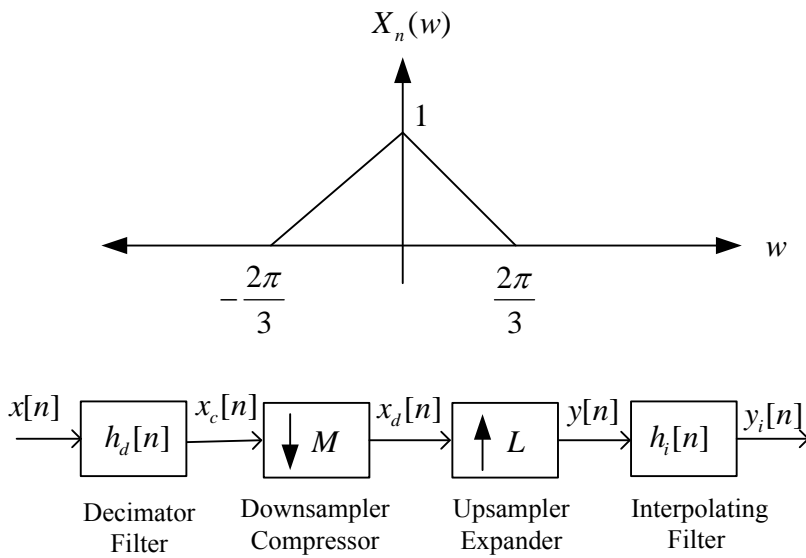 X_n(w)
1
w
-2π/3
2π/3
x[n]
x_c[n]
x_d[n]
y[n]
y_i[n]
h_d[n]
↓ M
↑ L
h_i[n]
Decimator Filter
Downsampler Compressor
Upsampler Expander
Interpolating Filter